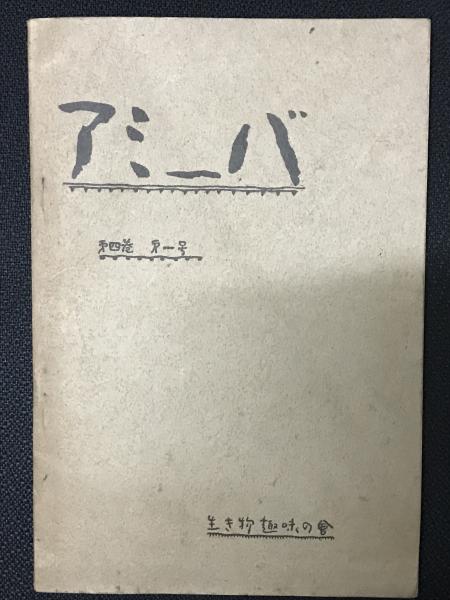 アミーバ
第四巻 第一号
生き物趣味の會